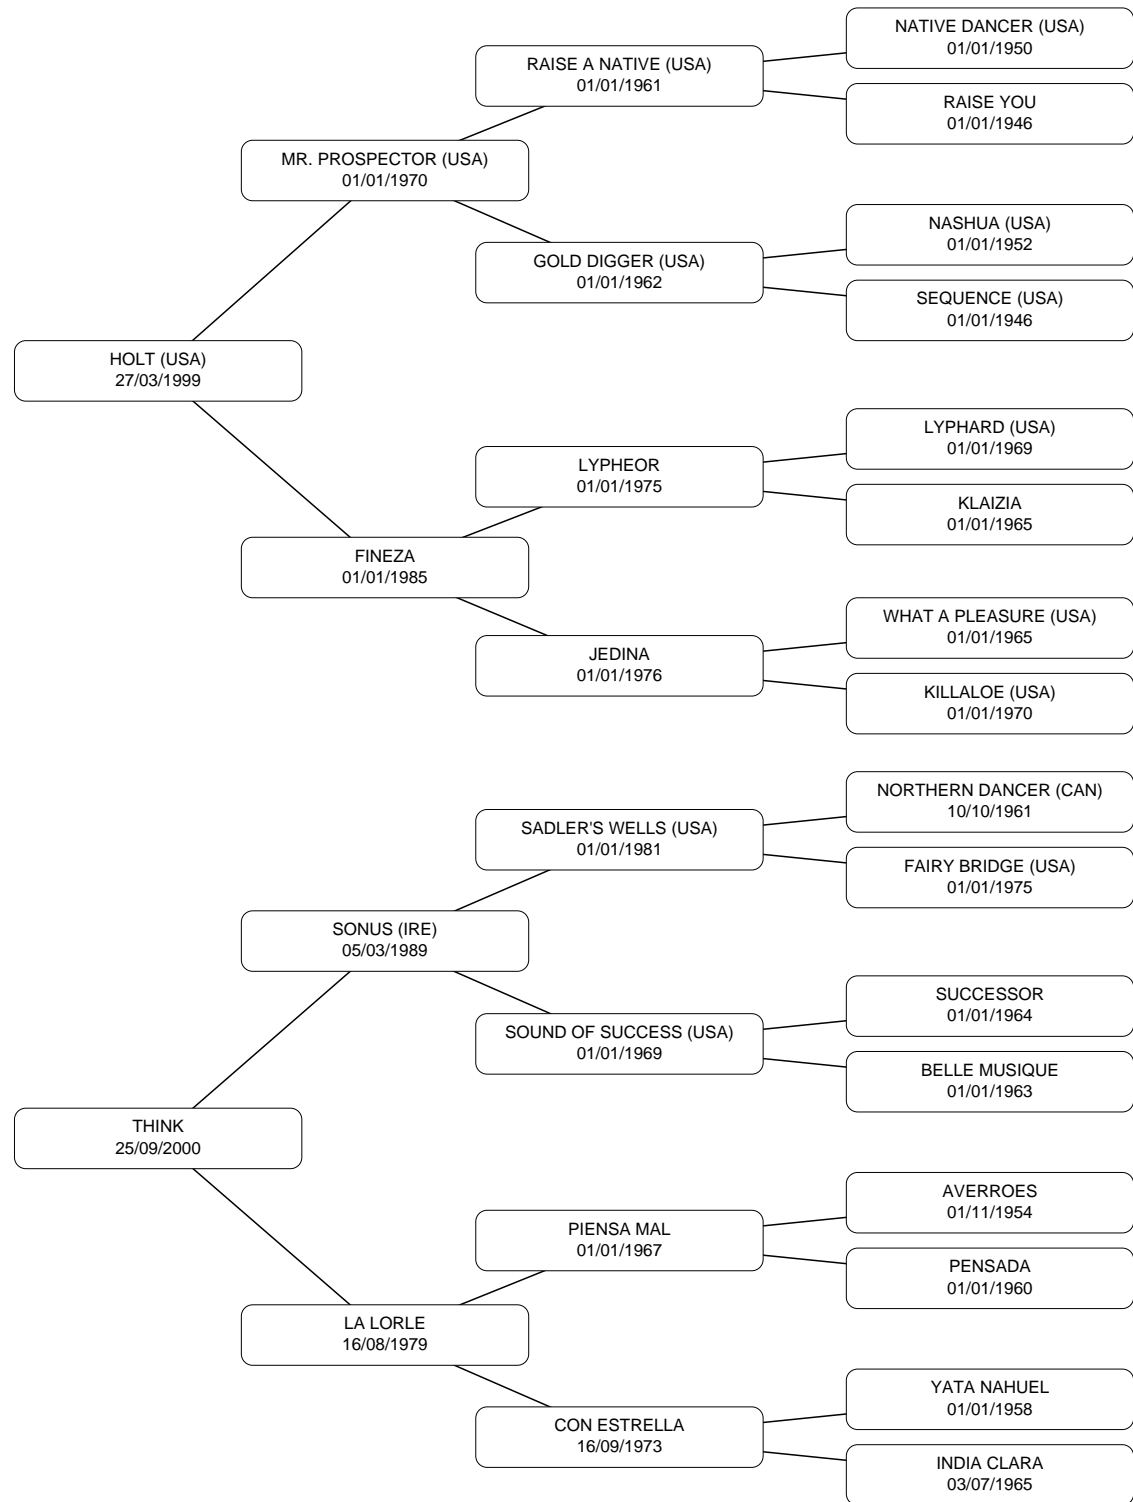 NATIVE DANCER (USA)
01/01/1950
RAISE A NATIVE (USA)
01/01/1961
RAISE YOU
01/01/1946
MR. PROSPECTOR (USA)
01/01/1970
NASHUA (USA)
01/01/1952
GOLD DIGGER (USA)
01/01/1962
SEQUENCE (USA)
01/01/1946
HOLT (USA)
27/03/1999
LYPHARD (USA)
01/01/1969
LYPHEOR
01/01/1975
KLAIZIA
01/01/1965
FINEZA
01/01/1985
WHAT A PLEASURE (USA)
01/01/1965
JEDINA
01/01/1976
KILLALOE (USA)
01/01/1970
NORTHERN DANCER (CAN)
10/10/1961
SADLER'S WELLS (USA)
01/01/1981
FAIRY BRIDGE (USA)
01/01/1975
SONUS (IRE)
05/03/1989
SUCCESSOR
01/01/1964
SOUND OF SUCCESS (USA)
01/01/1969
BELLE MUSIQUE
01/01/1963
THINK
25/09/2000
AVERROES
01/11/1954
PIENSA MAL
01/01/1967
PENSADA
01/01/1960
LA LORLE
16/08/1979
YATA NAHUEL
01/01/1958
CON ESTRELLA
16/09/1973
INDIA CLARA
03/07/1965